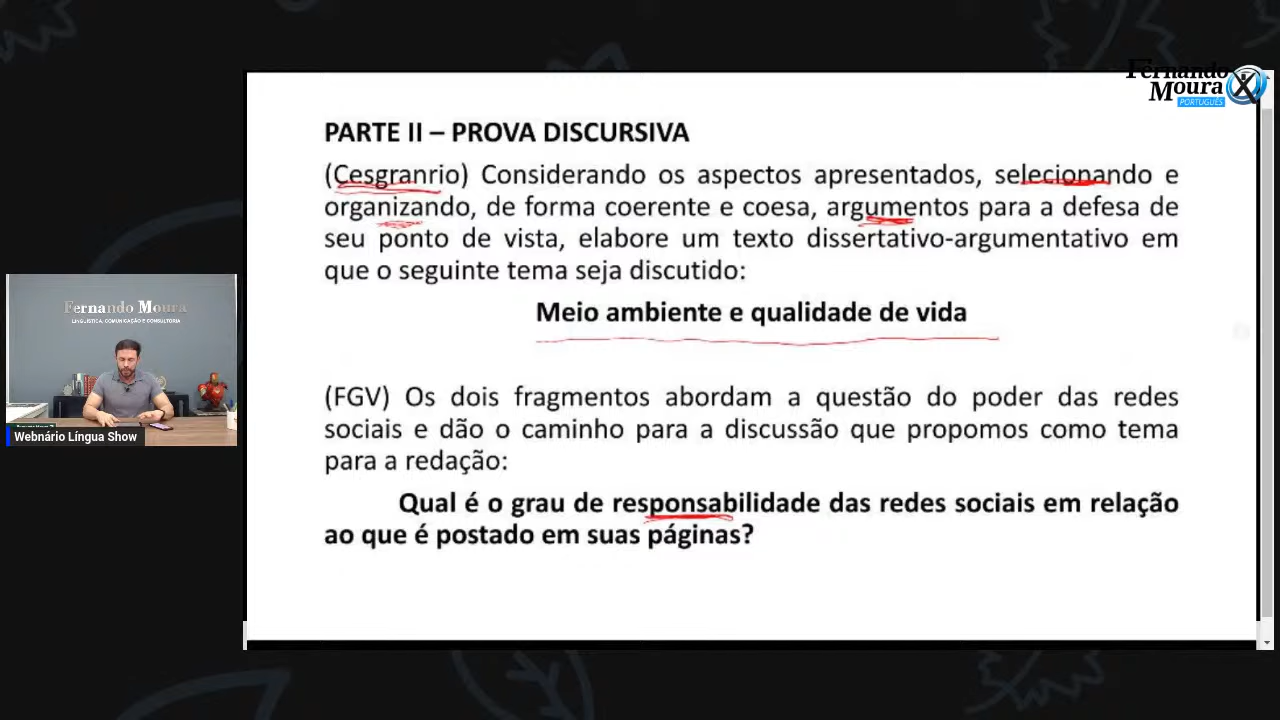 Fernando
Moura
PORTUGUÊS
PARTE II – PROVA DISCURSIVA
(Cesgranrio) Considerando os aspectos apresentados, selecionando e
organizando, de forma coerente e coesa, argumentos para a defesa de
seu ponto de vista, elabore um texto dissertativo-argumentativo em
que o seguinte tema seja discutido:
Meio ambiente e qualidade de vida
(FGV) Os dois fragmentos abordam a questão do poder das redes
sociais e dão o caminho para a discussão que propomos como tema
para a redação:
Qual é o grau de responsabilidade das redes sociais em relação
ao que é postado em suas páginas?
Fernando Moura
LINGUÍSTICA, COMUNICAÇÃO E CONSULTORIA
Webnário Língua Show